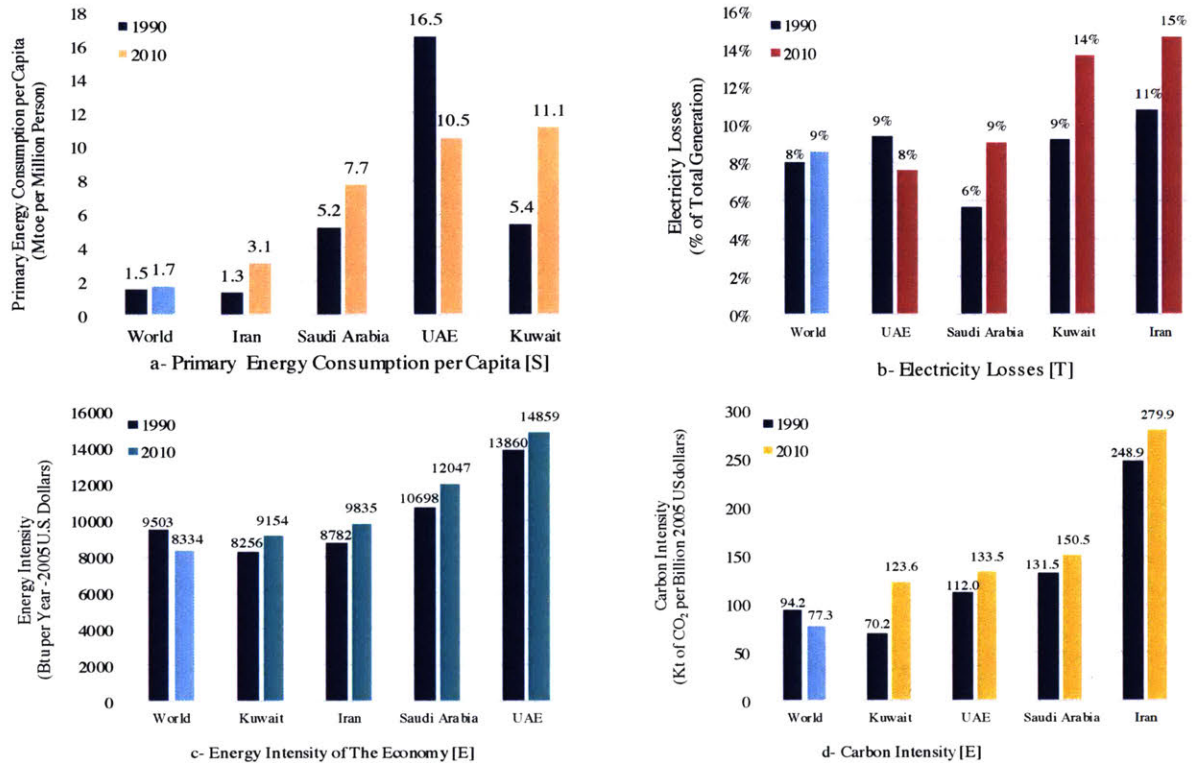 Primary Energy Consumption per Capita
(Mtoe per Million Person)
18
16
14
12
10
8
6
4
2
0
1990
2010
1.5
1.7
1.3
3.1
5.2
7.7
16.5
10.5
5.4
11.1
World
Iran
Saudi Arabia
UAE
Kuwait
a- Primary Energy Consumption per Capita [S]
Electricity Losses
(% of Total Generation)
16%
14%
12%
10%
8%
6%
4%
2%
0%
1990
2010
8%
9%
9%
8%
6%
9%
9%
14%
11%
15%
World
UAE
Saudi Arabia
Kuwait
Iran
b- Electricity Losses [T]
Energy Intensity
(Btu per Year - 2005 U.S. Dollars)
16000
14000
12000
10000
8000
6000
4000
2000
0
1990
2010
9503
8334
8256
9154
8782
9835
10698
12047
13860
14859
World
Kuwait
Iran
Saudi Arabia
UAE
c- Energy Intensity of The Economy [E]
Carbon Intensity
(Kt of CO₂ per Billion 2005 US dollars)
300
250
200
150
100
50
0
1990
2010
94.2
77.3
70.2
123.6
112.0
133.5
131.5
150.5
248.9
279.9
World
Kuwait
UAE
Saudi Arabia
Iran
d- Carbon Intensity [E]